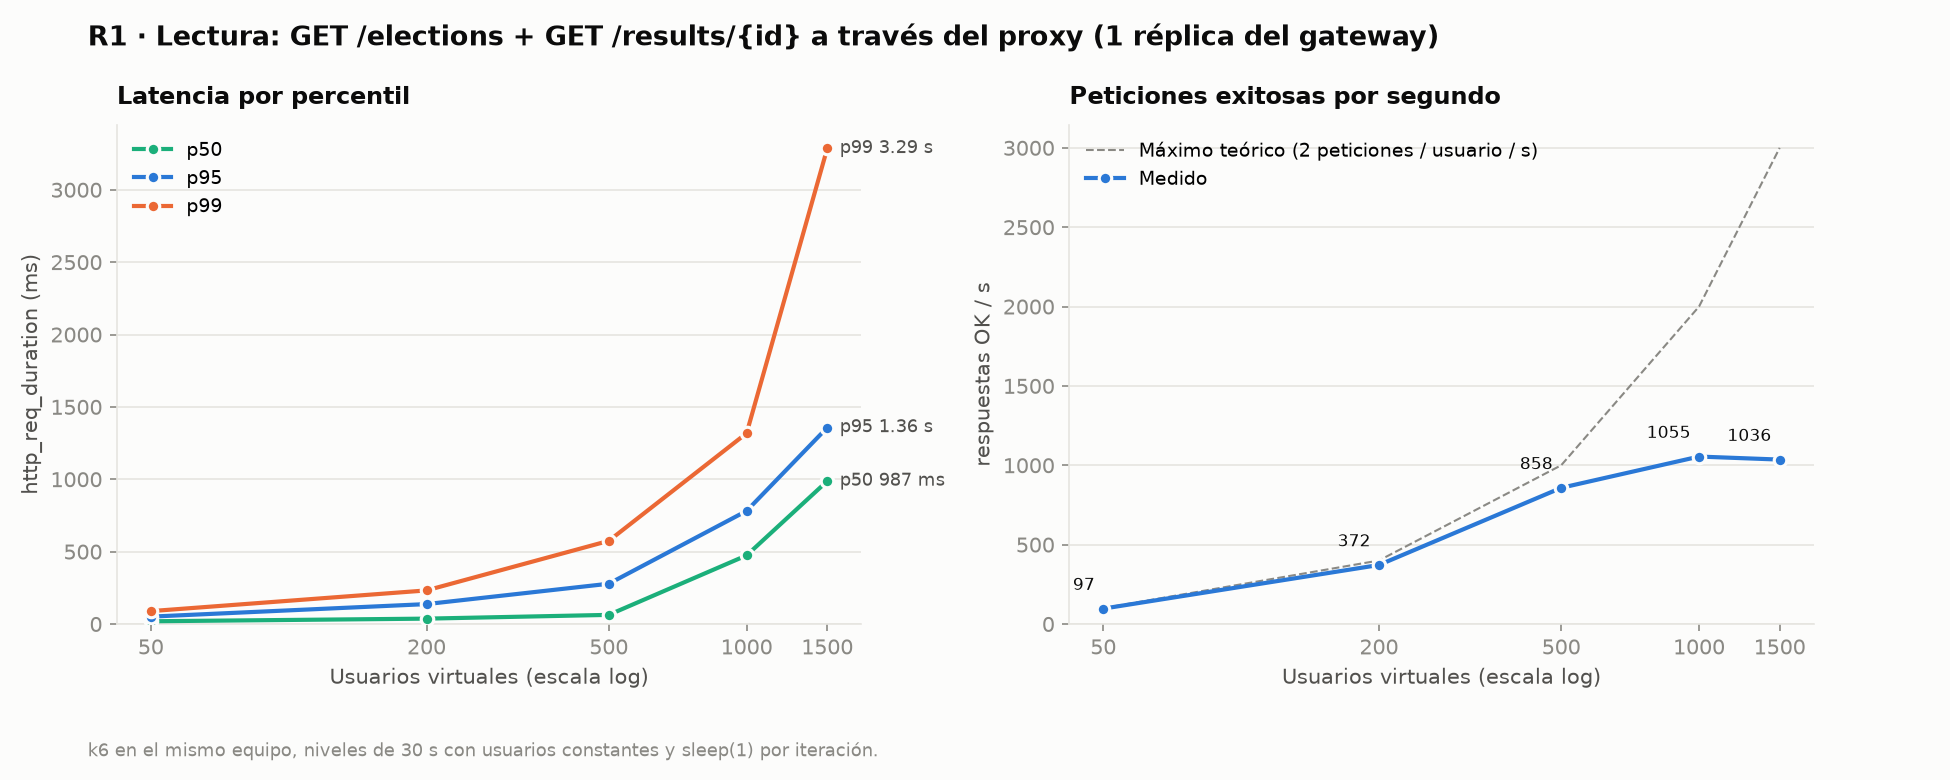 R1 · Lectura: GET /elections + GET /results/{id} a través del proxy (1 réplica del gateway)
Latencia por percentil
p50
p95
p99
p99 3.29 s
p95 1.36 s
p50 987 ms
3000
2500
2000
1500
1000
500
0
http_req_duration (ms)
50
200
500
1000
1500
Usuarios virtuales (escala log)
Peticiones exitosas por segundo
Máximo teórico (2 peticiones / usuario / s)
Medido
3000
2500
2000
1500
1000
500
0
respuestas OK / s
97
372
858
1055
1036
50
200
500
1000
1500
Usuarios virtuales (escala log)
k6 en el mismo equipo, niveles de 30 s con usuarios constantes y sleep(1) por iteración.